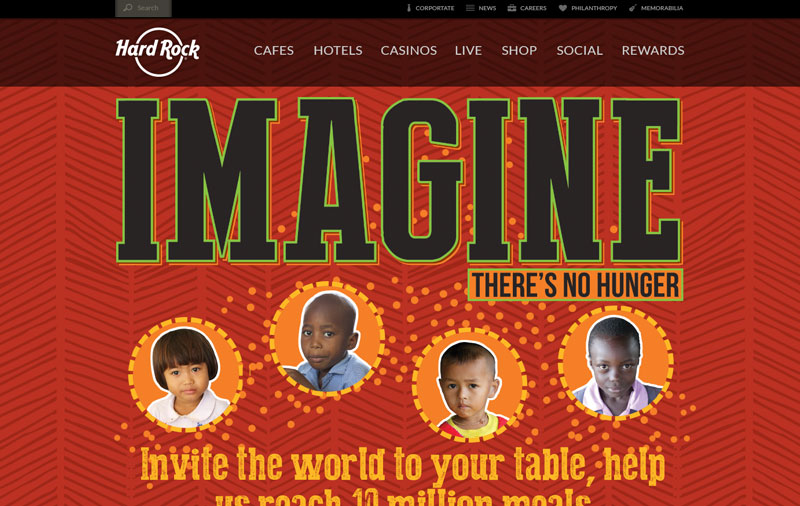 Search
CORPORTATE NEWS CAREERS PHILANTHROPY MEMORABILIA
Hard Rock
CAFES HOTELS CASINOS LIVE SHOP SOCIAL REWARDS
IMAGINE
THERE'S NO HUNGER
Invite the world to your table, help
us reach 10 million meals